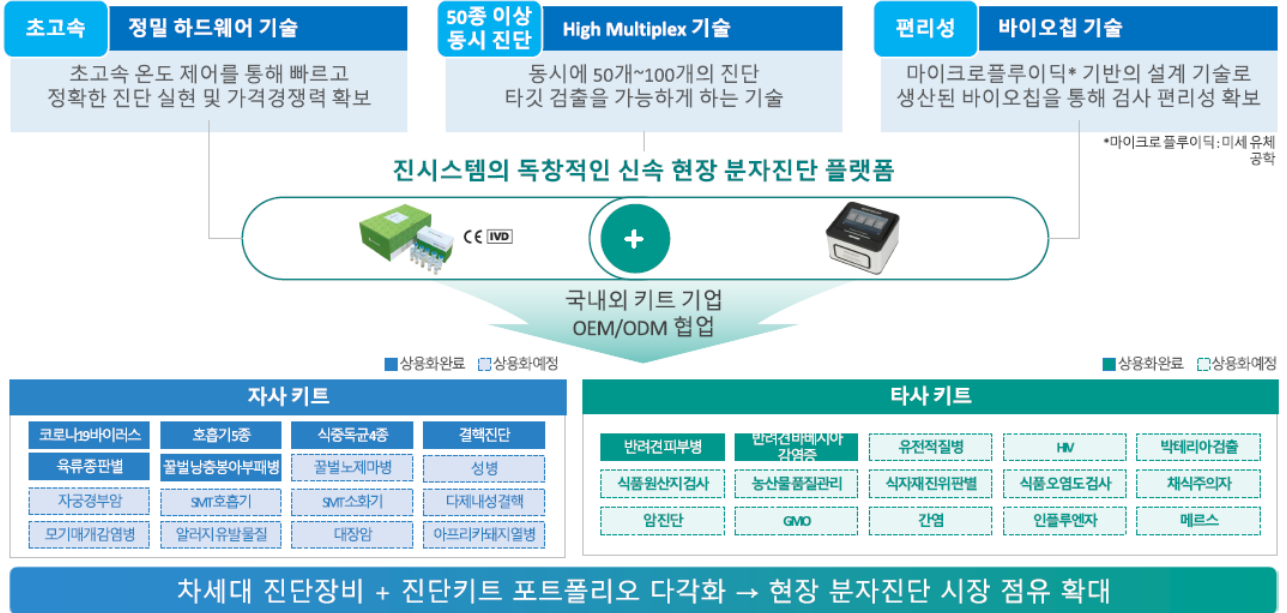 초고속
정밀 하드웨어 기술
초고속 온도 제어를 통해 빠르고
정확한 진단 실현 및 가격경쟁력 확보
50종 이상
동시 진단
High Multiplex 기술
동시에 50개~100개의 진단
타깃 검출을 가능하게 하는 기술
편리성
바이오칩 기술
마이크로플루이딕* 기반의 설계 기술로
생산된 바이오칩을 통해 검사 편리성 확보
*마이크로 플루이딕:미세 유체
공학
진시스템의 독창적인 신속 현장 분자진단 플랫폼
CE IVD
+
국내외 키트 기업
OEM/ODM 협업
상용화완료 상용화예정
자사 키트
코로나19바이러스 호흡기5종 식중독균4종 결핵진단
육류종판별 꿀벌낭충봉아부패병 꿀벌노제마병 성병
자궁경부암 SMT호흡기 SMT소화기 다제내성결핵
모기매개감염병 알러지유발물질 대장암 아프리카돼지열병
상용화완료 상용화예정
타사 키트
반려견피부병 반려견바베시아 감염증 유전적질병 HIV 박테리아검출
식품원산지검사 농산물품질관리 식자재진위판별 식품오염도검사 채식주의자
암진단 GMO 간염 인플루엔자 메르스
차세대 진단장비 + 진단키트 포트폴리오 다각화 → 현장 분자진단 시장 점유 확대